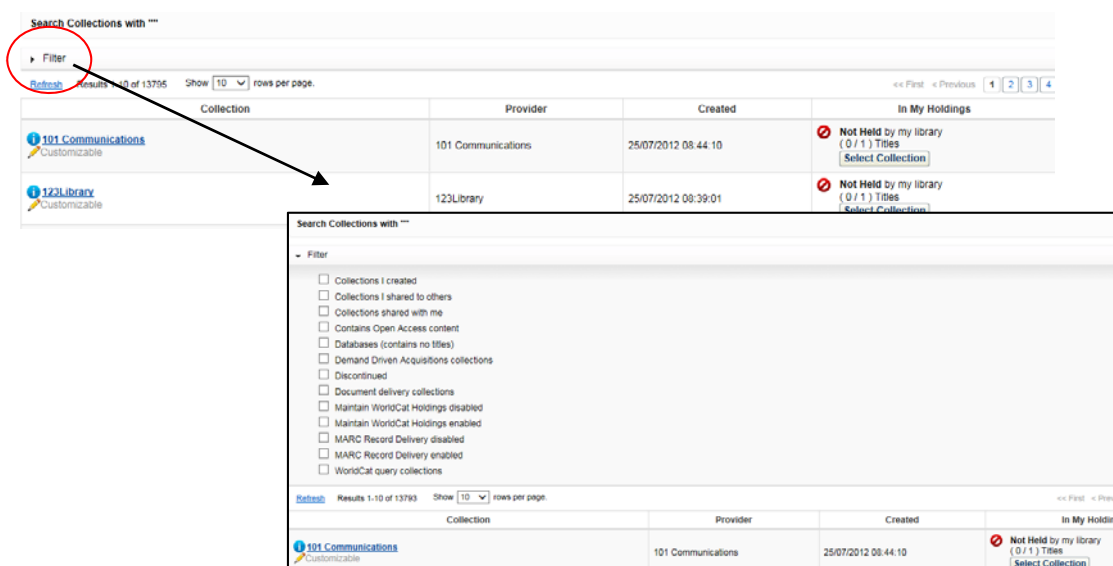 Search Collections with ""
Filter
Refresh Results 1-10 of 13795 Show 10 rows per page. << First < Previous 1 2 3 4
Collection Provider Created In My Holdings
101 Communications
Customizable
101 Communications 25/07/2012 08:44:10
Not Held by my library
( 0 / 1 ) Titles
Select Collection
123Library
Customizable
123Library 25/07/2012 08:39:01
Not Held by my library
( 0 / 1 ) Titles
Select Collection
Search Collections with ""
Filter
Collections I created
Collections I shared to others
Collections shared with me
Contains Open Access content
Databases (contains no titles)
Demand Driven Acquisitions collections
Discontinued
Document delivery collections
Maintain WorldCat Holdings disabled
Maintain WorldCat Holdings enabled
MARC Record Delivery disabled
MARC Record Delivery enabled
WorldCat query collections
Refresh Results 1-10 of 13793 Show 10 rows per page. << First < Prev
Collection Provider Created In My Holdin
101 Communications
Customizable
101 Communications 25/07/2012 08:44:10
Not Held by my library
( 0 / 1 ) Titles
Select Collection